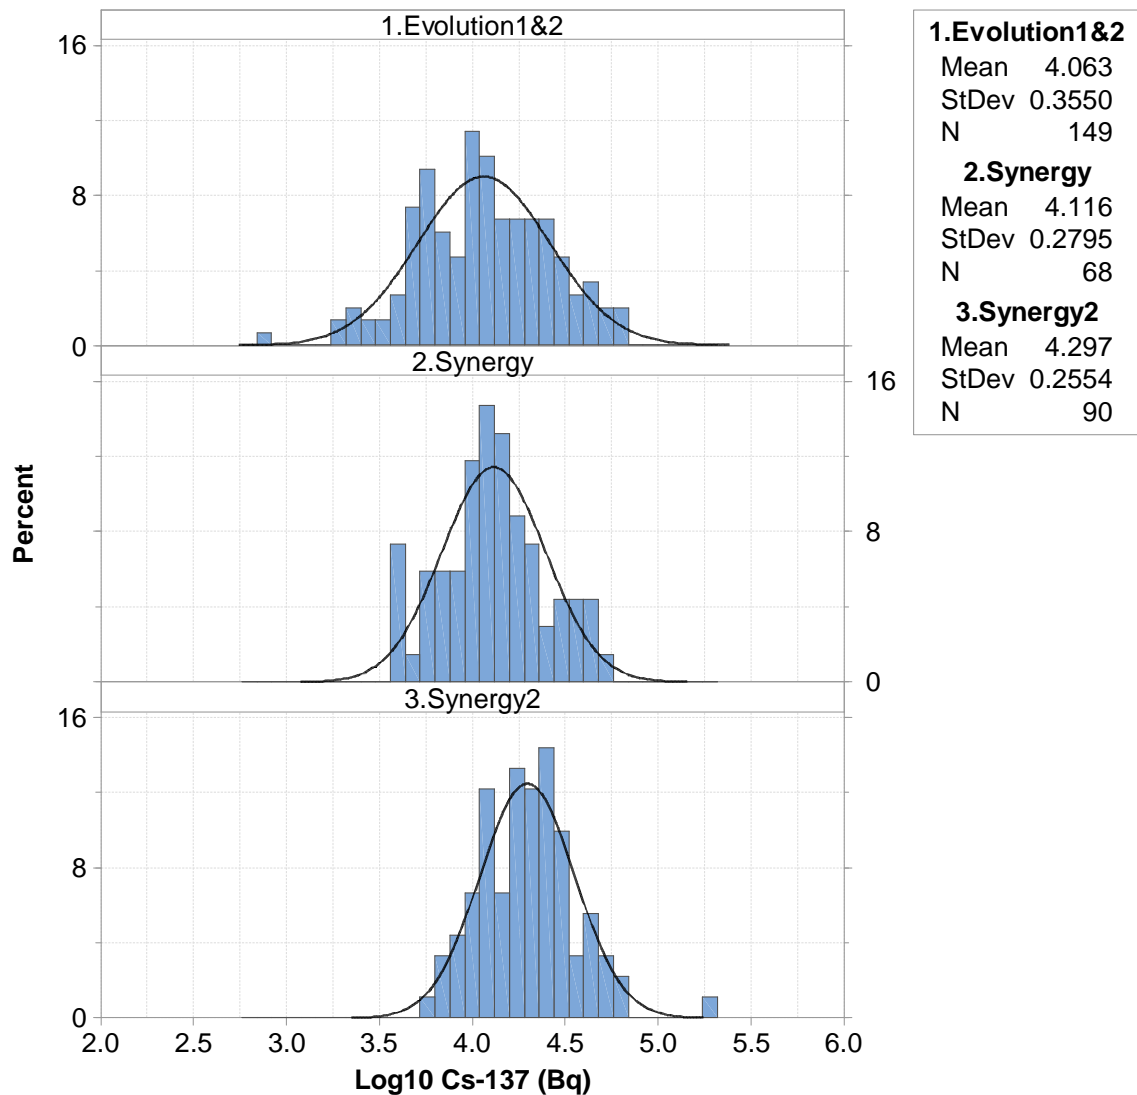 1.Evolution1&2
16
8
0
2.Synergy
16
8
0
3.Synergy2
16
8
0
2.0 2.5 3.0 3.5 4.0 4.5 5.0 5.5 6.0
Log10 Cs-137 (Bq)
Percent
1.Evolution1&2
Mean 4.063
StDev 0.3550
N 149
2.Synergy
Mean 4.116
StDev 0.2795
N 68
3.Synergy2
Mean 4.297
StDev 0.2554
N 90